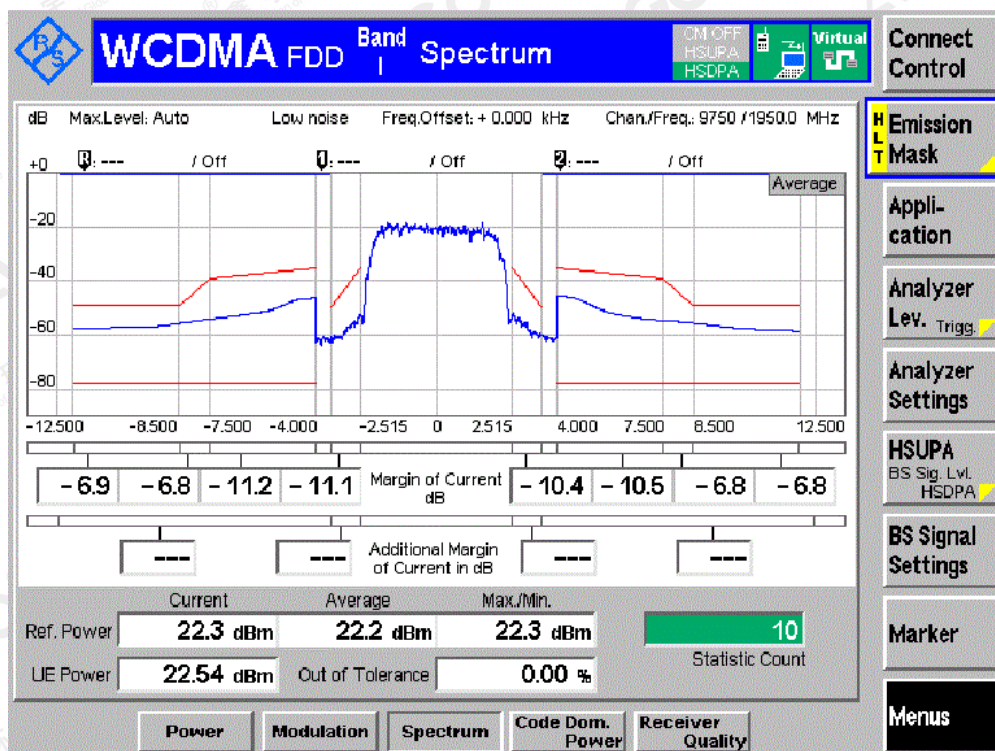 R S
WCDMA FDD Band I Spectrum
CM OFF
HSUPA
HSDPA
Virtual
Connect Control
dB Max.Level: Auto Low noise Freq.Offset: + 0.000 kHz Chan./Freq.: 9750 / 1950.0 MHz
H L T
Emission Mask
+0 R: --- / Off 1: --- / Off 2: --- / Off
Average
-20
-40
-60
-80
Appli-
cation
Analyzer
Lev. Trigg.
Analyzer
Settings
-12.500 -8.500 -7.500 -4.000 -2.515 0 2.515 4.000 7.500 8.500 12.500
HSUPA
BS Sig. Lvl.
HSDPA
– 6.9 – 6.8 – 11.2 – 11.1 Margin of Current dB – 10.4 – 10.5 – 6.8 – 6.8
BS Signal
Settings
--- --- Additional Margin of Current in dB --- ---
Current Average Max./Min.
Ref. Power 22.3 dBm 22.2 dBm 22.3 dBm
10
Statistic Count
UE Power 22.54 dBm Out of Tolerance 0.00 %
Marker
Menus
Power
Modulation
Spectrum
Code Dom.
Power
Receiver
Quality